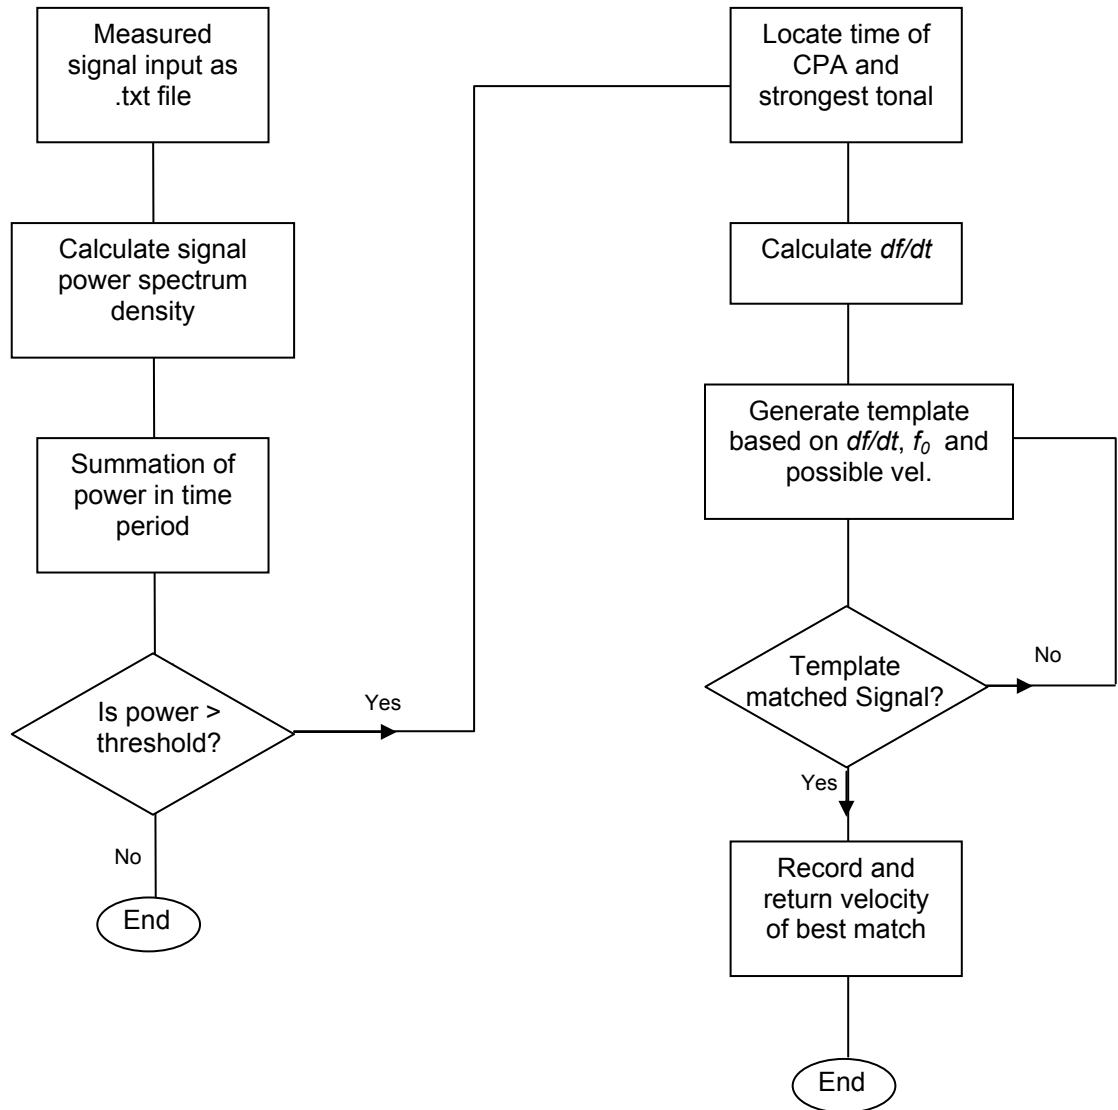 Measured
signal input as
.txt file
Calculate signal
power spectrum
density
Summation of
power in time
period
Is power >
threshold?
Yes
No
End
Locate time of
CPA and
strongest tonal
Calculate df/dt
Generate template
based on df/dt, f0 and
possible vel.
Template
matched Signal?
No
Yes
Record and
return velocity
of best match
End